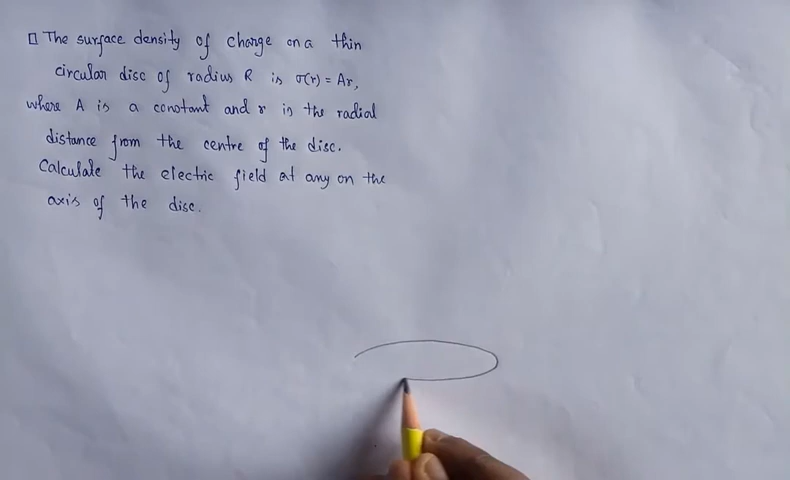 The surface density of charge on a thin
circular disc of radius R is σ(r) = Ar,
where A is a constant and r is the radial
distance from the centre of the disc.
Calculate the electric field at any on the
axis of the disc.